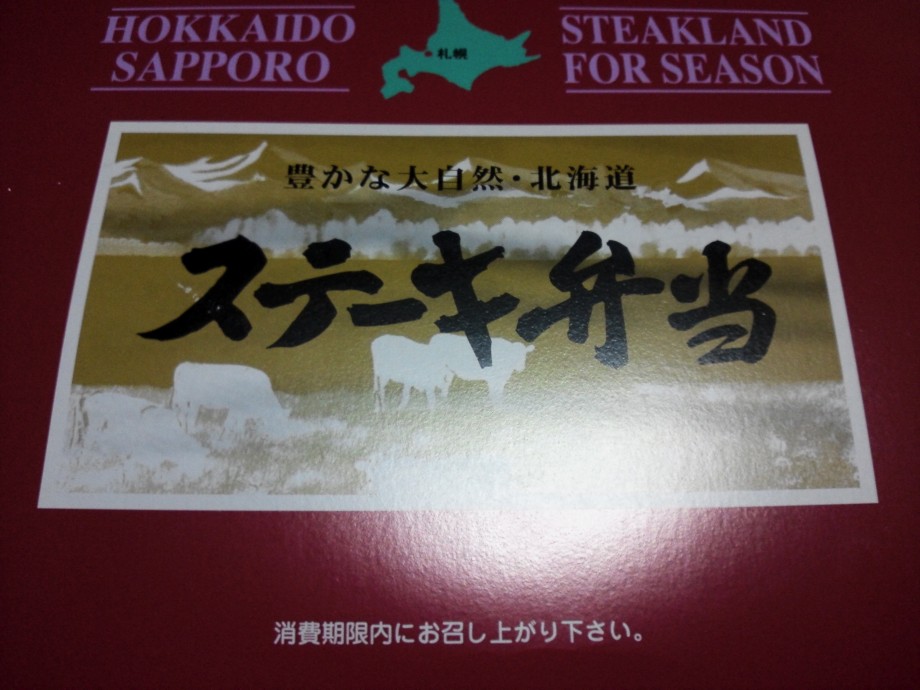 HOKKAIDO
SAPPORO
札幌
STEAKLAND
FOR SEASON
豊かな大自然・北海道
ステーキ弁当
消費期限内にお召し上がり下さい。